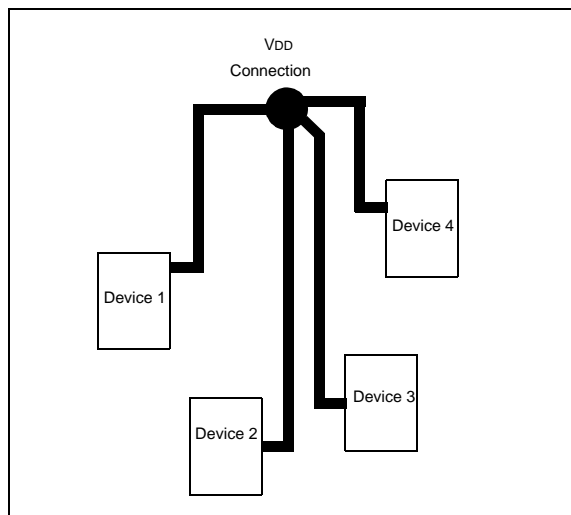 VDD
Connection
Device 4
Device 1
Device 3
Device 2